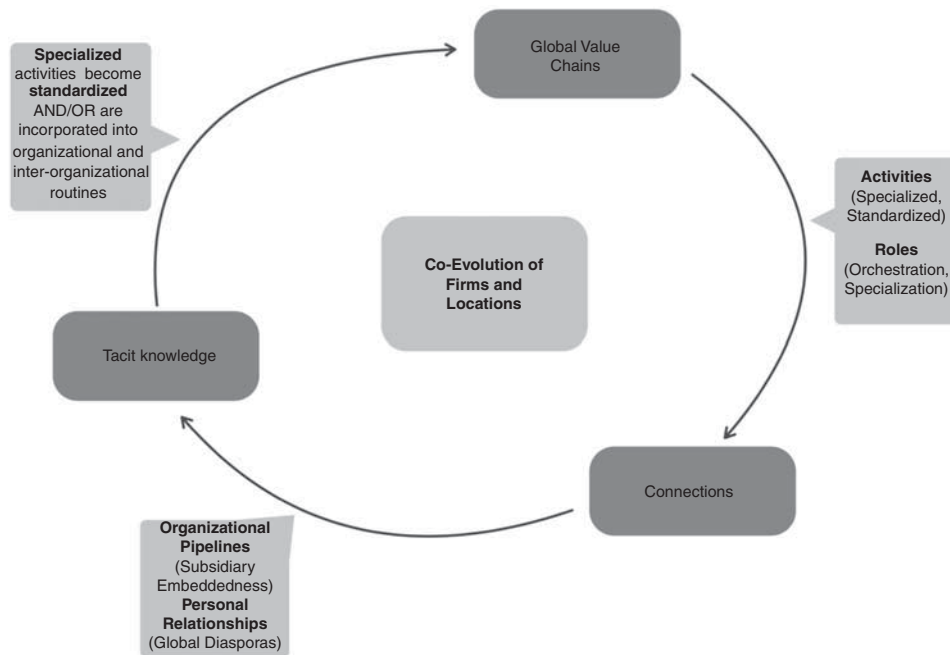 Specialized
activities become
standardized
AND/OR are
incorporated into
organizational and
inter-organizational
routines
Global Value
Chains
Activities
(Specialized,
Standardized)
Roles
(Orchestration,
Specialization)
Co-Evolution of
Firms and
Locations
Tacit knowledge
Connections
Organizational
Pipelines
(Subsidiary
Embeddedness)
Personal
Relationships
(Global Diasporas)